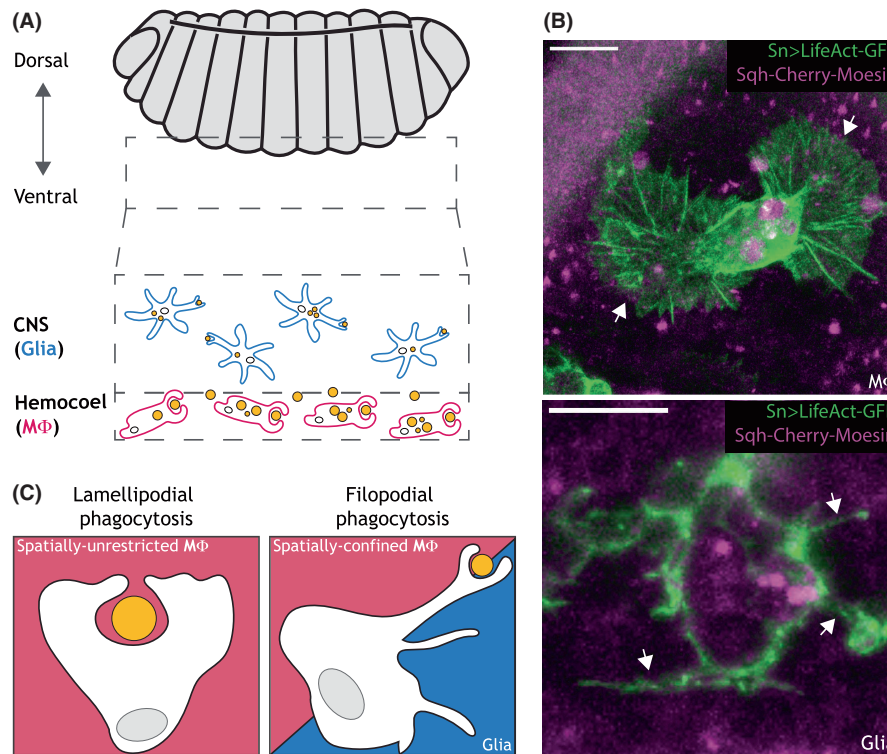 (A)
Dorsal
Ventral
CNS
(Glia)
Hemocoel
(MΦ)
(B)
Sn>LifeAct-GF
Sqh-Cherry-Moesi
Sn>LifeAct-GF
Sqh-Cherry-Moesi
Glia
(C)
Lamellipodial
phagocytosis
Spatially-unrestricted MΦ
Filopodial
phagocytosis
Spatially-confined MΦ
Glia